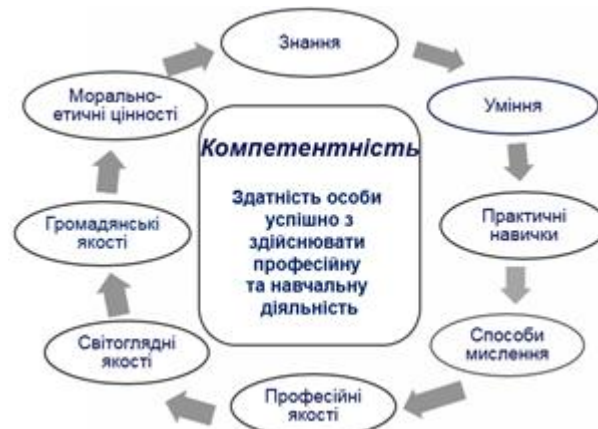 Знання
Уміння
Практичні
навички
Способи
мислення
Професійні
якості
Світоглядні
якості
Громадянські
якості
Морально-
етичні цінності
Компетентність
Здатність особи
успішно з
здійснювати
професійну
та навчальну
діяльність